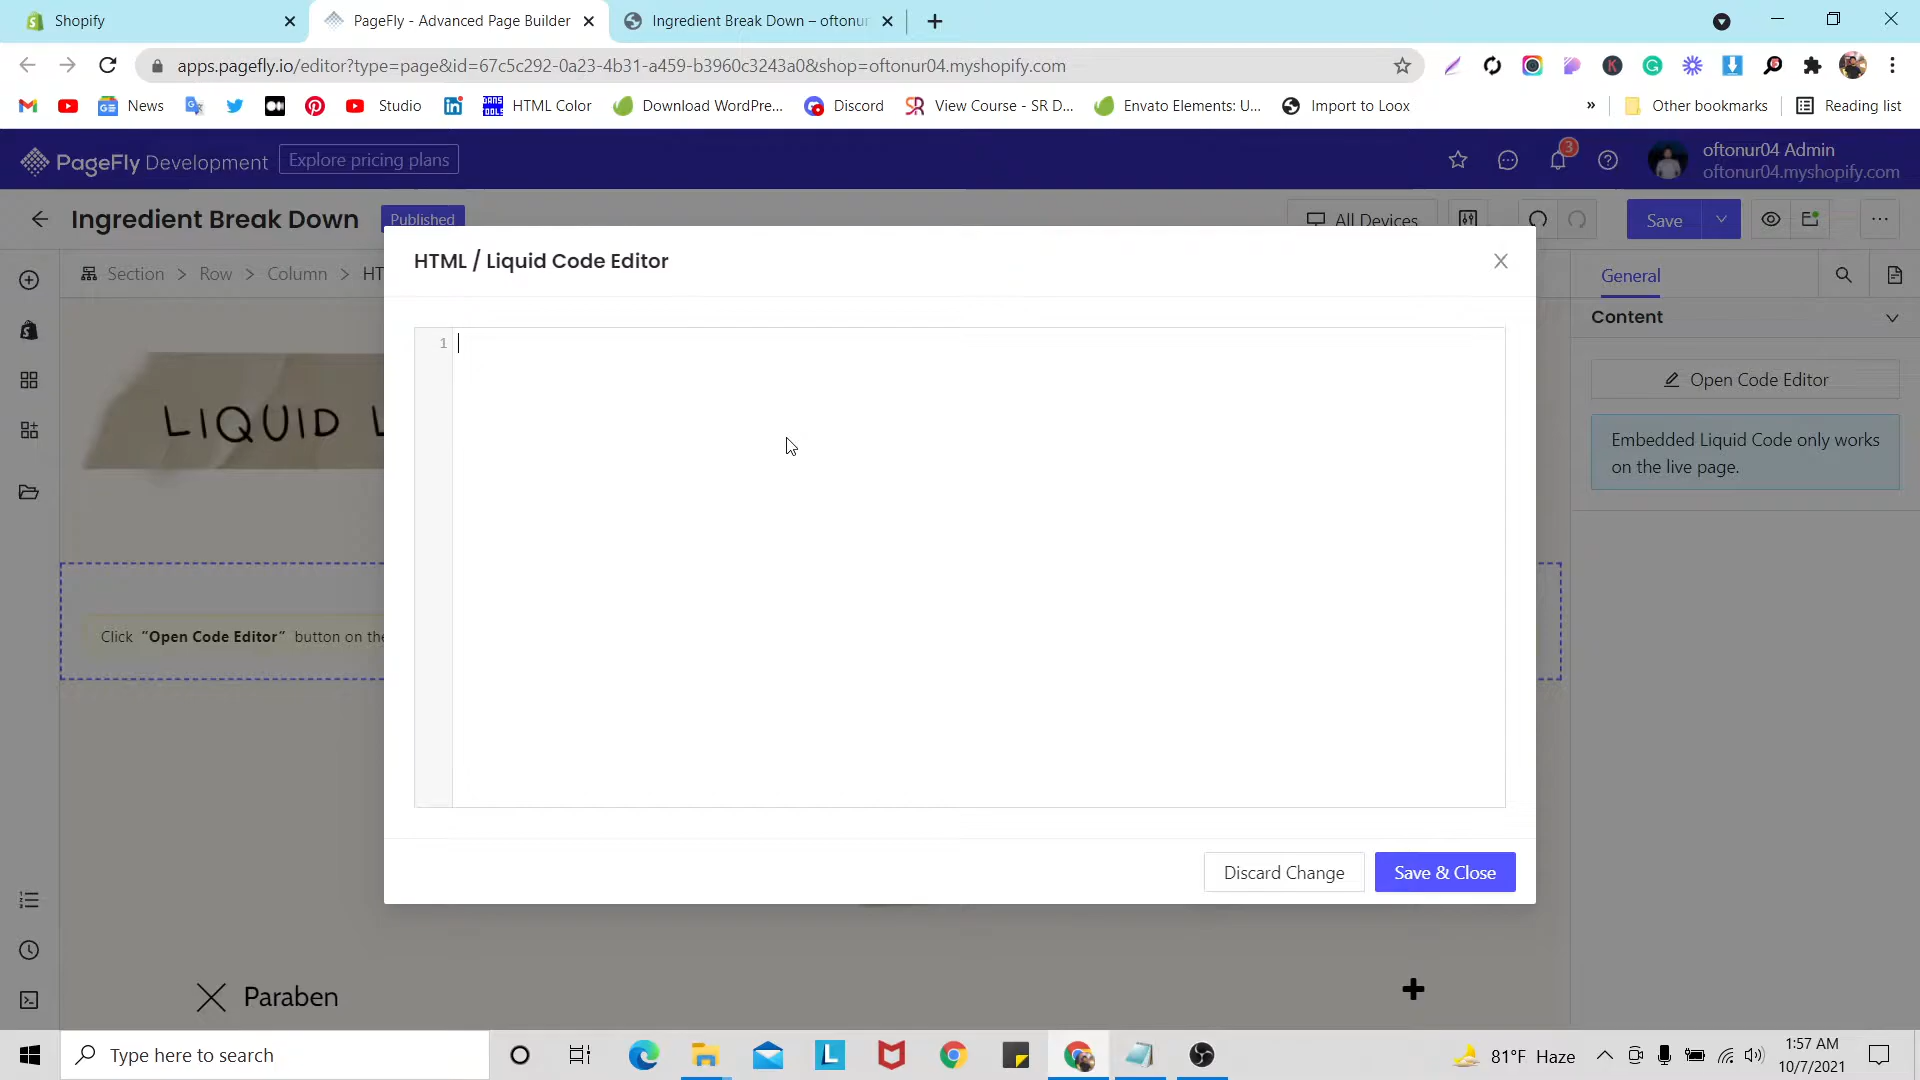 Shopify
PageFly - Advanced Page Builder
Ingredient Break Down – oftonur
apps.pagefly.io/editor?type=page&id=67c5c292-0a23-4b31-a459-b3960c3243a0&shop=oftonur04.myshopify.com
News
Studio
HTML Color
Download WordPre...
Discord
View Course - SR D...
Envato Elements: U...
Import to Loox
»
Other bookmarks
Reading list
PageFly Development
Explore pricing plans
3
oftonur04 Admin
oftonur04.myshopify.com
Ingredient Break Down
Published
All Devices
Save
Section > Row > Column > HT
HTML / Liquid Code Editor
General
Content
1
Open Code Editor
Embedded Liquid Code only works
on the live page.
LIQUID L
Click "Open Code Editor" button on the
Discard Change
Save & Close
Paraben
Type here to search
81°F Haze
1:57 AM
10/7/2021